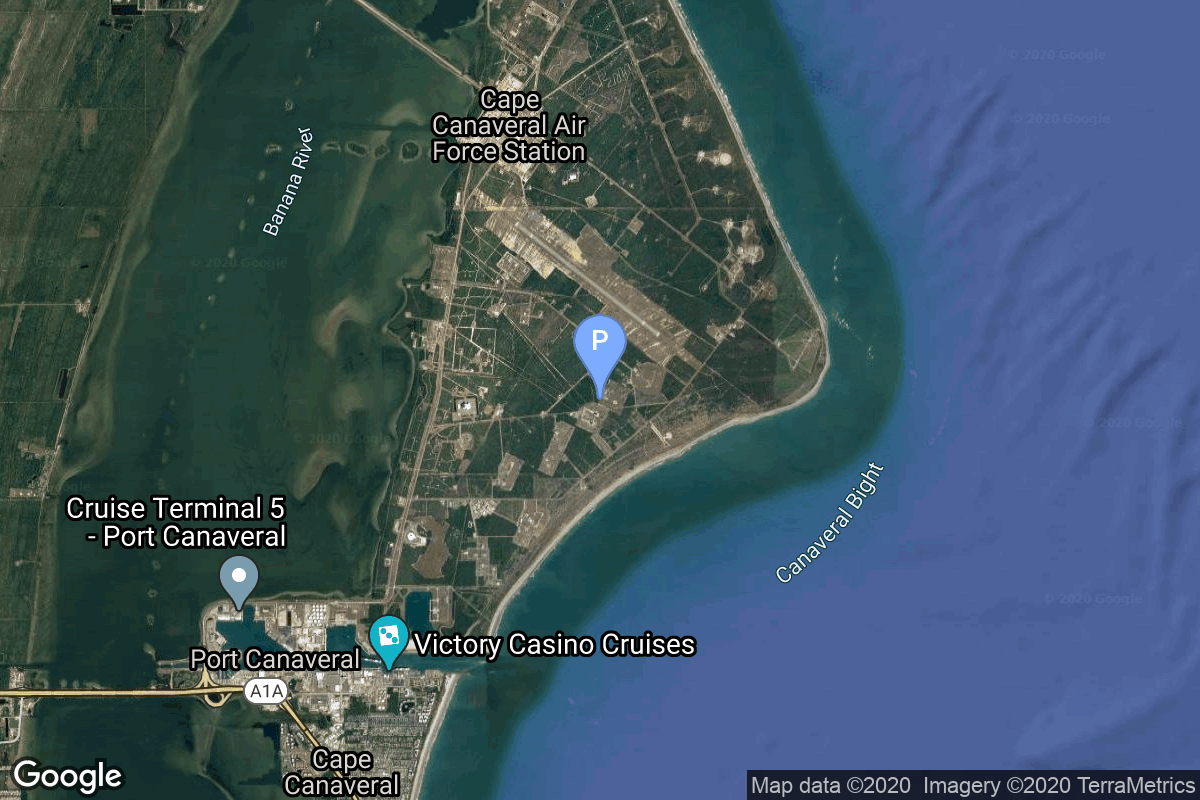 © 2020 Google
© 2020 Google
Cape
Canaveral Air
Force Station
Banana River
© 2020 Google
P
© 2020 Google
© 2020 Google
Canaveral Bight
Cruise Terminal 5
- Port Canaveral
© 2020 Google
Victory Casino Cruises
Port Canaveral
A1A
Cape
Canaveral
Google
Map data ©2020 Imagery ©2020 TerraMetrics